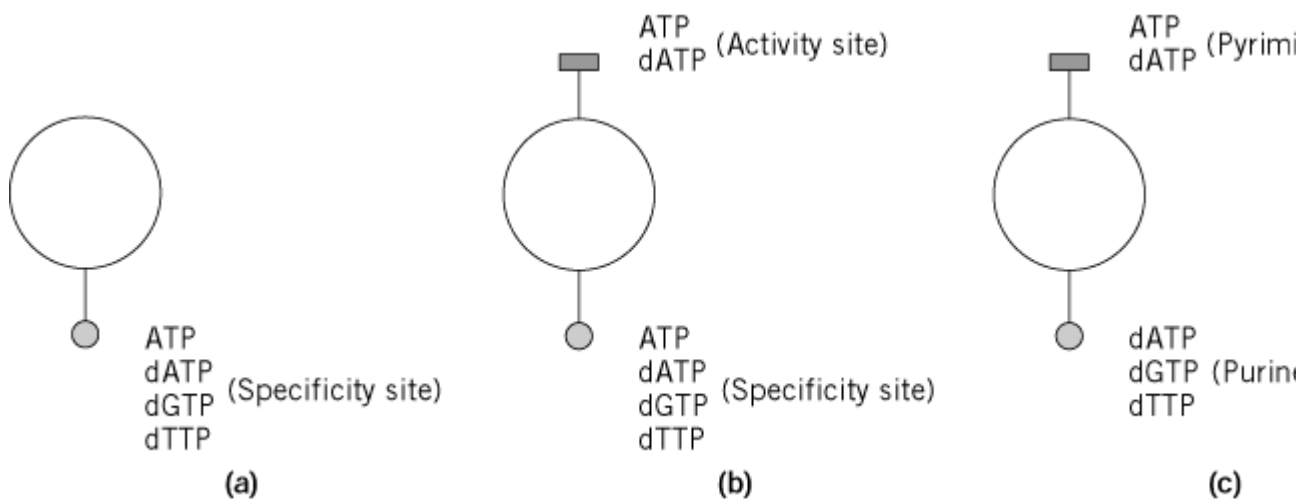 ATP
dATP (Activity site)
ATP
dATP
ATP
dATP
dGTP (Specificity site)
dTTP
ATP
dATP
dGTP (Specificity site)
dTTP
dATP
dGTP
dTTP
(a)
(b)
(c)